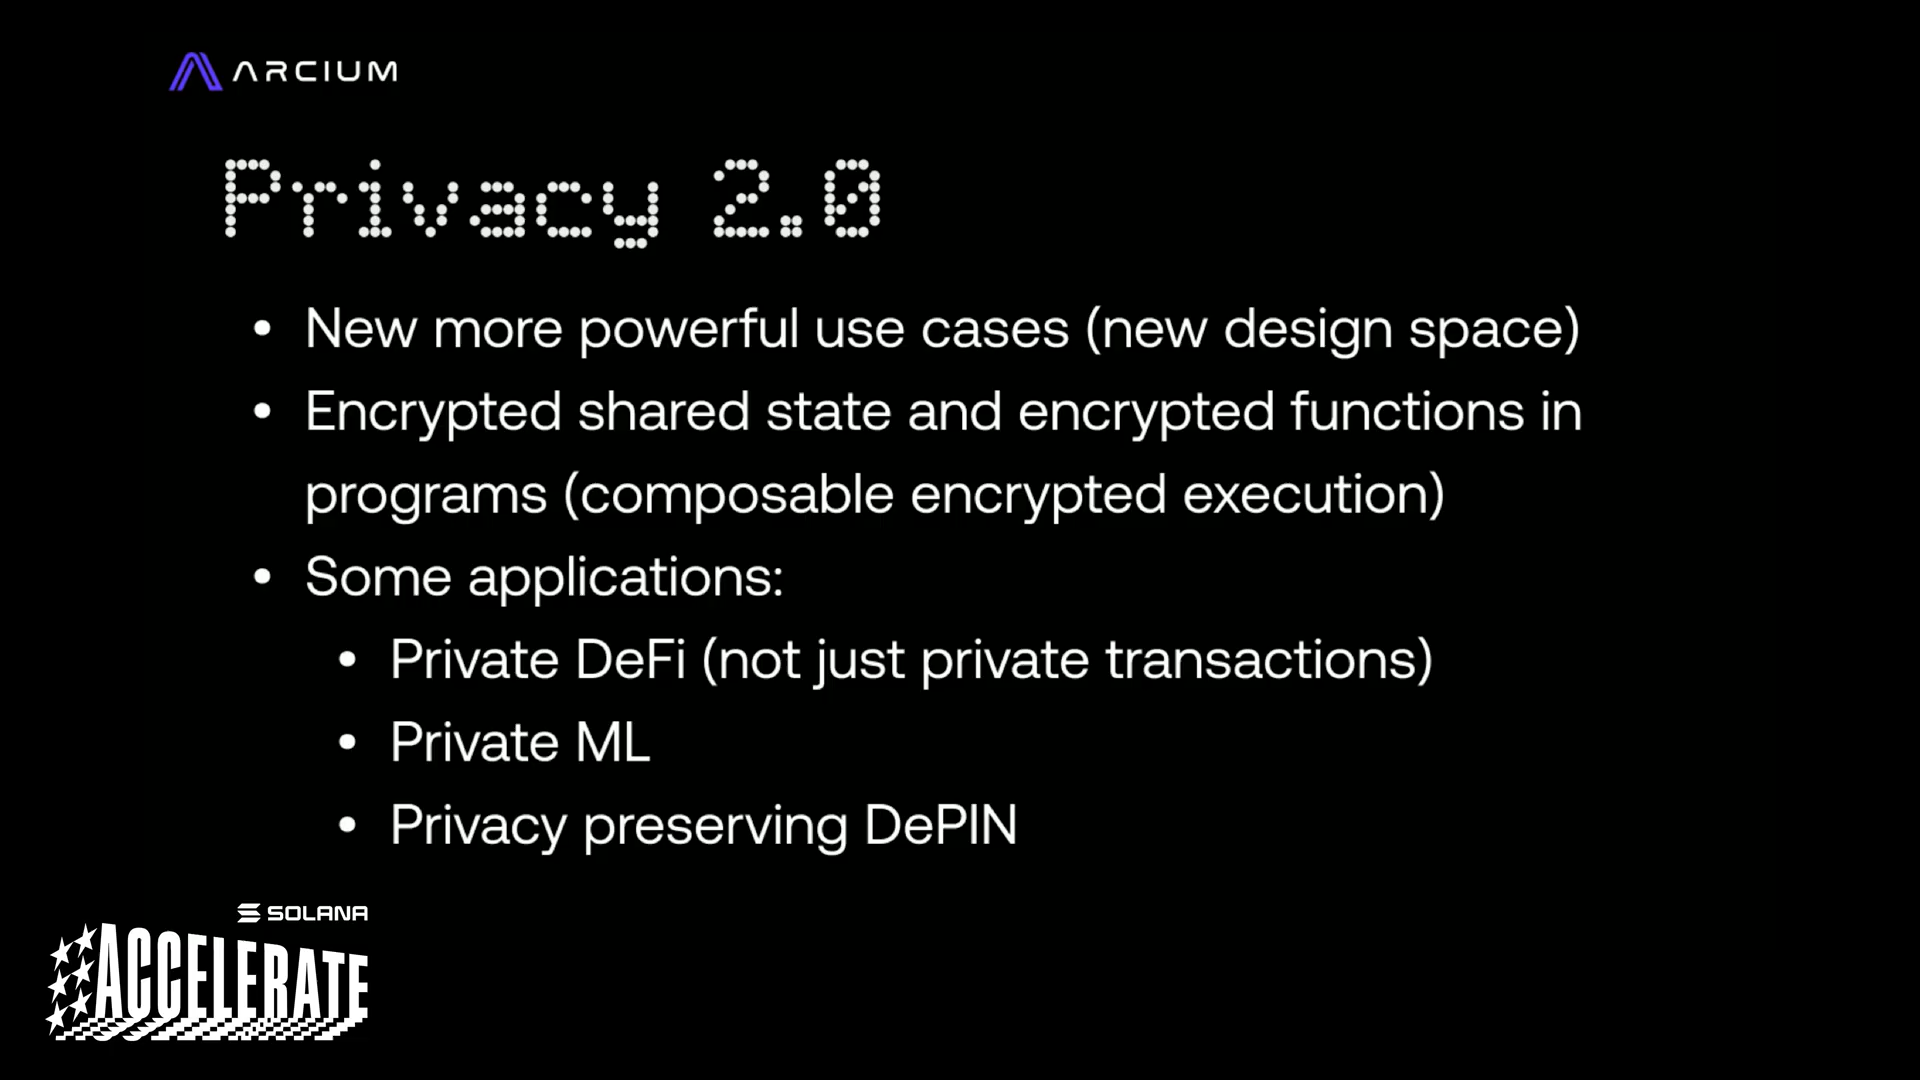 ARCIUM
Privacy 2.0
• New more powerful use cases (new design space)
• Encrypted shared state and encrypted functions in
programs (composable encrypted execution)
• Some applications:
• Private DeFi (not just private transactions)
• Private ML
• Privacy preserving DePIN
SOLANA
ACCELERATE